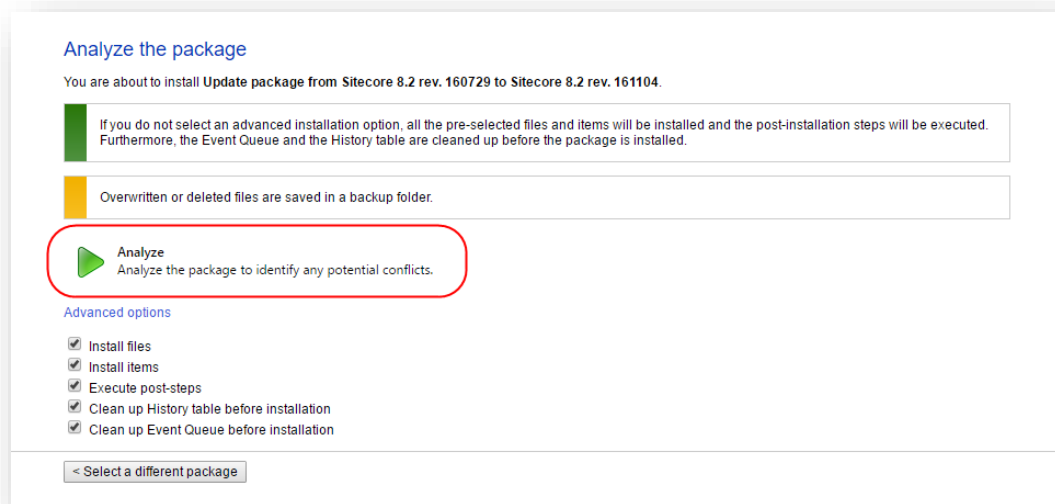 Analyze the package
You are about to install Update package from Sitecore 8.2 rev. 160729 to Sitecore 8.2 rev. 161104.
If you do not select an advanced installation option, all the pre-selected files and items will be installed and the post-installation steps will be executed.
Furthermore, the Event Queue and the History table are cleaned up before the package is installed.
Overwritten or deleted files are saved in a backup folder.
Analyze
Analyze the package to identify any potential conflicts.
Advanced options
Install files
Install items
Execute post-steps
Clean up History table before installation
Clean up Event Queue before installation
< Select a different package